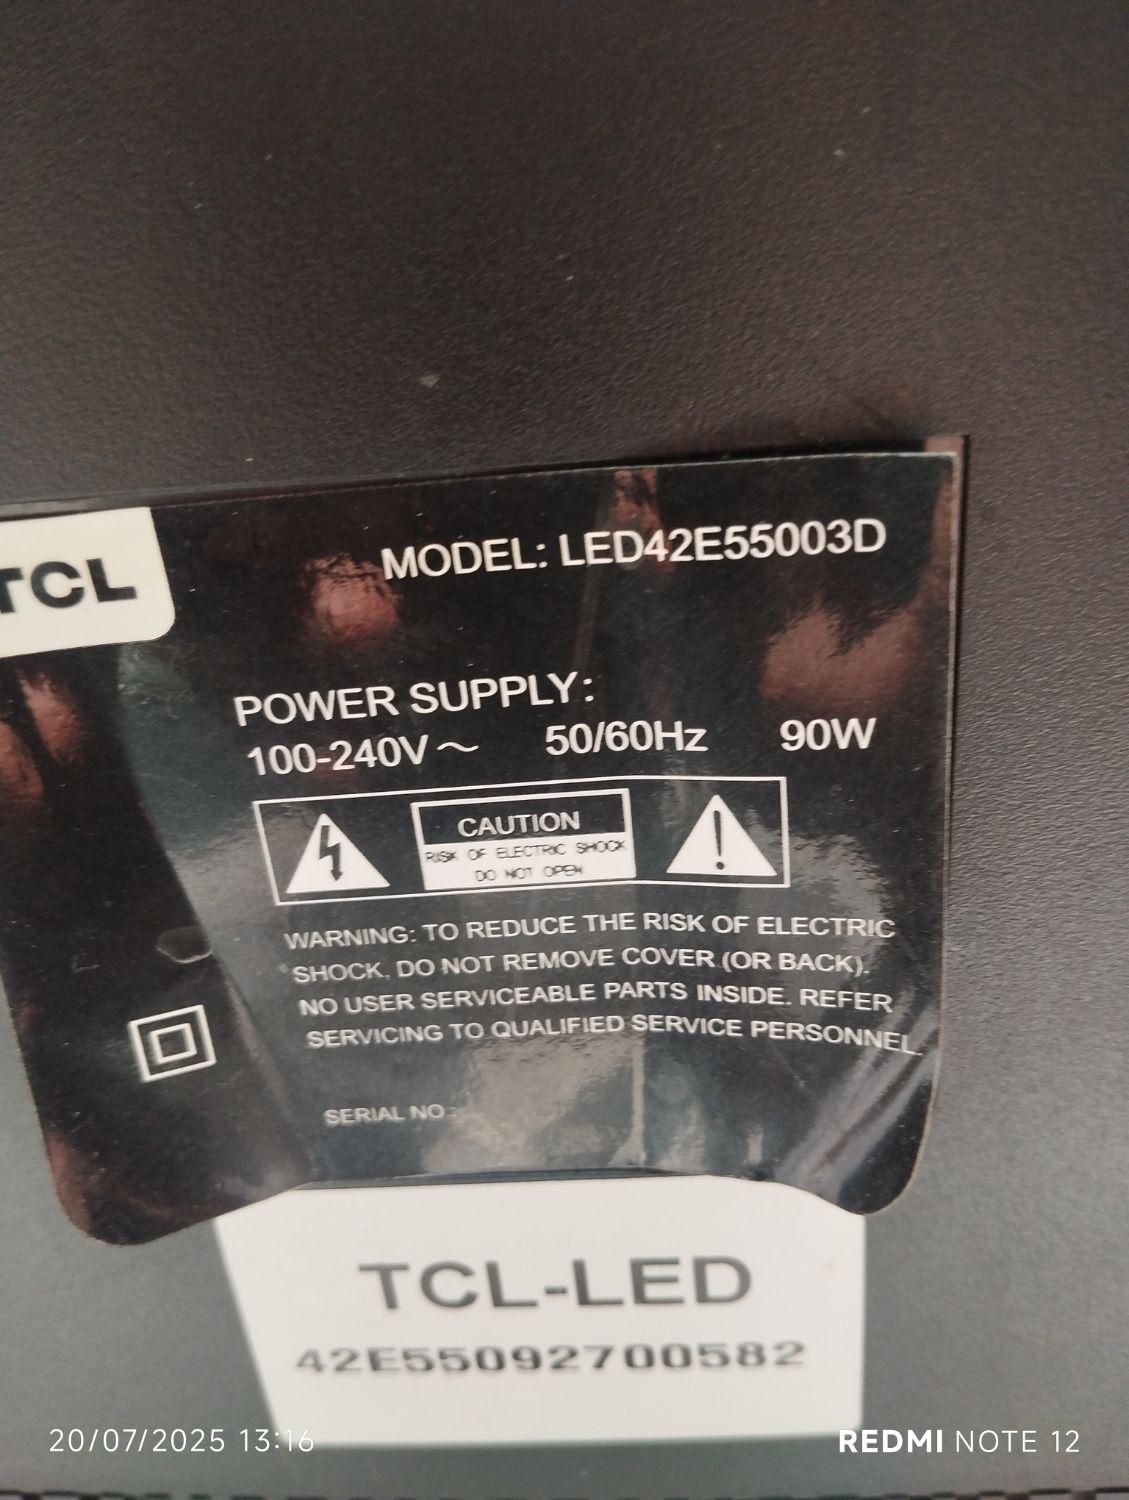 TCL
MODEL: LED42E55003D
POWER SUPPLY:
100-240V~ 50/60Hz 90W
CAUTION
RISK OF ELECTRIC SHOCK
DO NOT OPEN
WARNING: TO REDUCE THE RISK OF ELECTRIC
SHOCK. DO NOT REMOVE COVER (OR BACK).
NO USER SERVICEABLE PARTS INSIDE. REFER
SERVICING TO QUALIFIED SERVICE PERSONNEL.
SERIAL NO.:
TCL-LED
42E55092700582
20/07/2025 13:16
REDMI NOTE 12